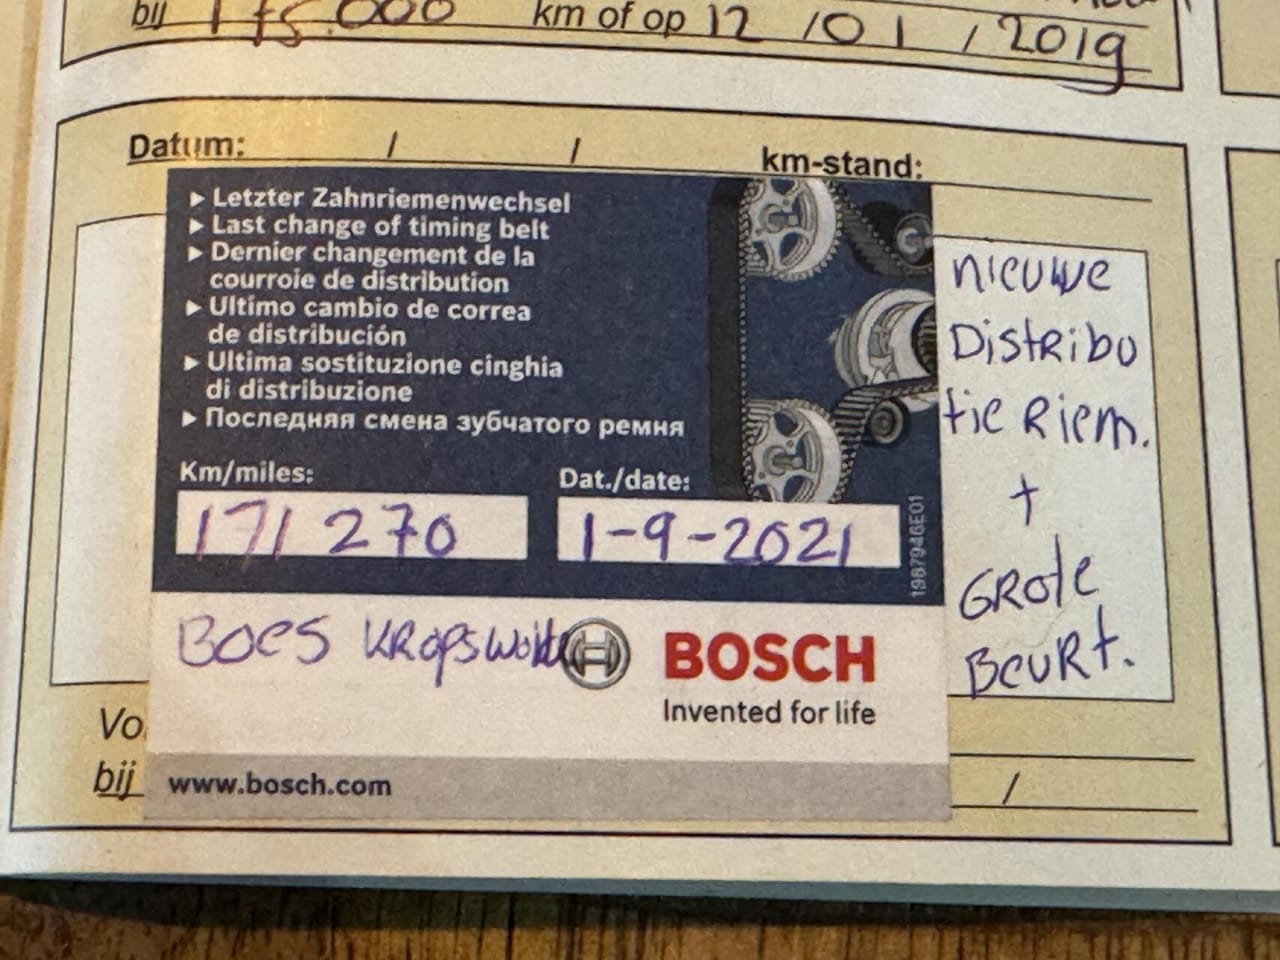 bij 175.000 km of op 12 / 01 / 2019
Datum: / / km-stand:
▸ Letzter Zahnriemenwechsel
▸ Last change of timing belt
▸ Dernier changement de la
courroie de distribution
▸ Ultimo cambio de correa
de distribución
▸ Ultima sostituzione cinghia
di distribuzione
▸ Последняя смена зубчатого ремня
Km/miles: Dat./date:
171 270 1-9-2021
1987946E01
nieuwe
Distribu
tie Riem.
+
Grote
Beurt.
Boes Kropswolde
BOSCH
Invented for life
Vo
bij /
www.bosch.com